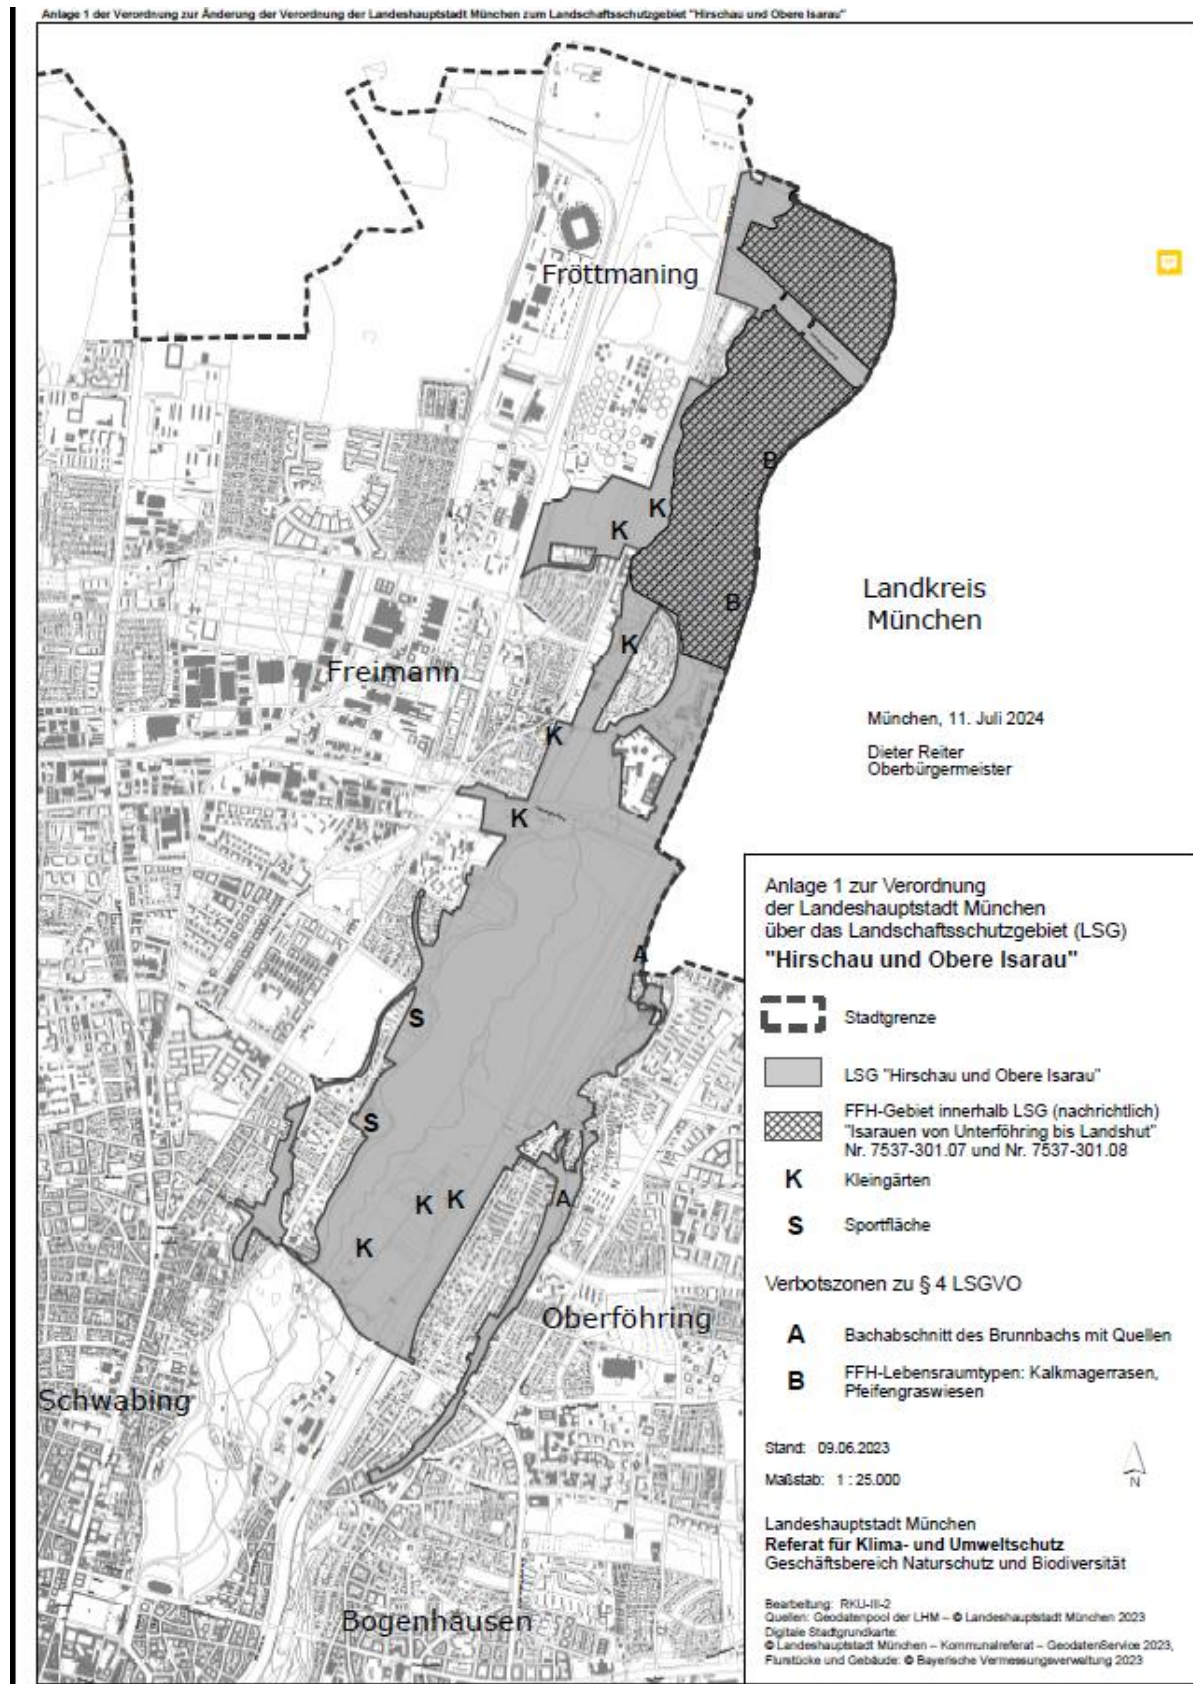 Anlage 1 der Verordnung zur Änderung der Verordnung der Landeshauptstadt München zum Landschaftsschutzgebiet "Hirschau und Obere Isarau"
Fröttmaning
B
K
K
Landkreis
München
B
K
Freimann
K
München, 11. Juli 2024
Dieter Reiter
Oberbürgermeister
K
A
S
S
K
K
A
K
Oberföhring
Schwabing
Bogenhausen
Anlage 1 zur Verordnung
der Landeshauptstadt München
über das Landschaftsschutzgebiet (LSG)
"Hirschau und Obere Isarau"
Stadtgrenze
LSG "Hirschau und Obere Isarau"
FFH-Gebiet innerhalb LSG (nachrichtlich)
"Isarauen von Unterföhring bis Landshut"
Nr. 7537-301.07 und Nr. 7537-301.08
K Kleingärten
S Sportfläche
Verbotszonen zu § 4 LSGVO
A Bachabschnitt des Brunnbachs mit Quellen
B FFH-Lebensraumtypen: Kalkmagerrasen,
Pfeifengraswiesen
Stand: 09.06.2023
Maßstab: 1 : 25.000
N
Landeshauptstadt München
Referat für Klima- und Umweltschutz
Geschäftsbereich Naturschutz und Biodiversität
Bearbeitung: RKU-III-2
Quellen: Geodatenpool der LHM – © Landeshauptstadt München 2023
Digitale Stadtgrundkarte:
© Landeshauptstadt München – Kommunalreferat – GeodatenService 2023,
Flurstücke und Gebäude: © Bayerische Vermessungsverwaltung 2023